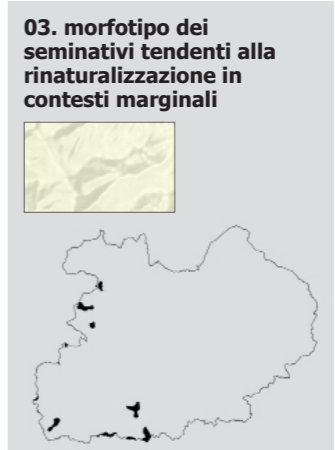 03. morfotipo dei
seminativi tendenti alla
rinaturalizzazione in
contesti marginali